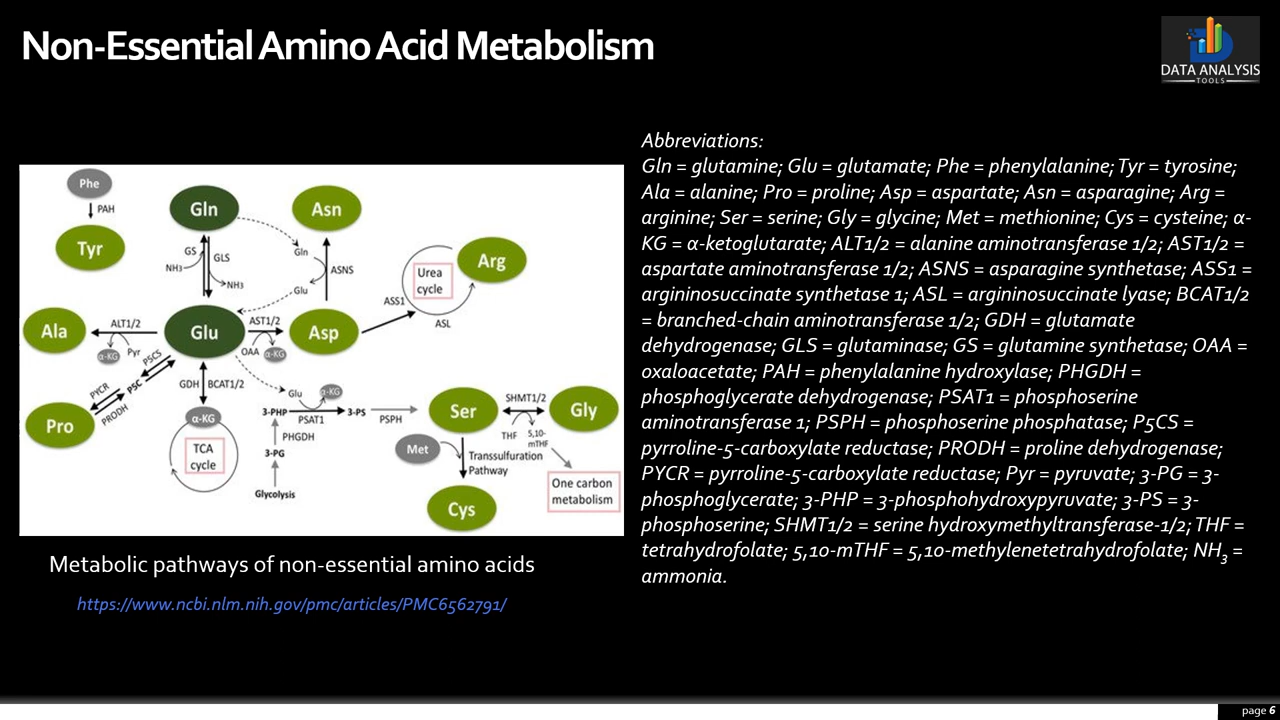 Non-Essential Amino Acid Metabolism
DATA ANALYSIS
TOOLS
Phe
PAH
Tyr
Gln
Asn
GS
GLS
NH₃
NH₃
Gln
Glu
ASNS
Urea
cycle
Arg
ASS1
ASL
Ala
ALT1/2
α-KG
Pyr
Glu
AST1/2
OAA
α-KG
Asp
P5CS
P5C
PYCR
PRODH
Pro
GDH
BCAT1/2
α-KG
TCA
cycle
Glu
α-KG
3-PHP
PSAT1
3-PS
PSPH
PHGDH
3-PG
Glycolysis
Ser
SHMT1/2
Gly
THF
5,10-
mTHF
Met
Transsulfuration
Pathway
Cys
One carbon
metabolism
Metabolic pathways of non-essential amino acids
https://www.ncbi.nlm.nih.gov/pmc/articles/PMC6562791/
Abbreviations:
Gln = glutamine; Glu = glutamate; Phe = phenylalanine; Tyr = tyrosine;
Ala = alanine; Pro = proline; Asp = aspartate; Asn = asparagine; Arg =
arginine; Ser = serine; Gly = glycine; Met = methionine; Cys = cysteine; α-
KG = α-ketoglutarate; ALT1/2 = alanine aminotransferase 1/2; AST1/2 =
aspartate aminotransferase 1/2; ASNS = asparagine synthetase; ASS1 =
argininosuccinate synthetase 1; ASL = argininosuccinate lyase; BCAT1/2
= branched-chain aminotransferase 1/2; GDH = glutamate
dehydrogenase; GLS = glutaminase; GS = glutamine synthetase; OAA =
oxaloacetate; PAH = phenylalanine hydroxylase; PHGDH =
phosphoglycerate dehydrogenase; PSAT1 = phosphoserine
aminotransferase 1; PSPH = phosphoserine phosphatase; P5CS =
pyrroline-5-carboxylate reductase; PRODH = proline dehydrogenase;
PYCR = pyrroline-5-carboxylate reductase; Pyr = pyruvate; 3-PG = 3-
phosphoglycerate; 3-PHP = 3-phosphohydroxypyruvate; 3-PS = 3-
phosphoserine; SHMT1/2 = serine hydroxymethyltransferase-1/2; THF =
tetrahydrofolate; 5,10-mTHF = 5,10-methylenetetrahydrofolate; NH₃ =
ammonia.
page 6